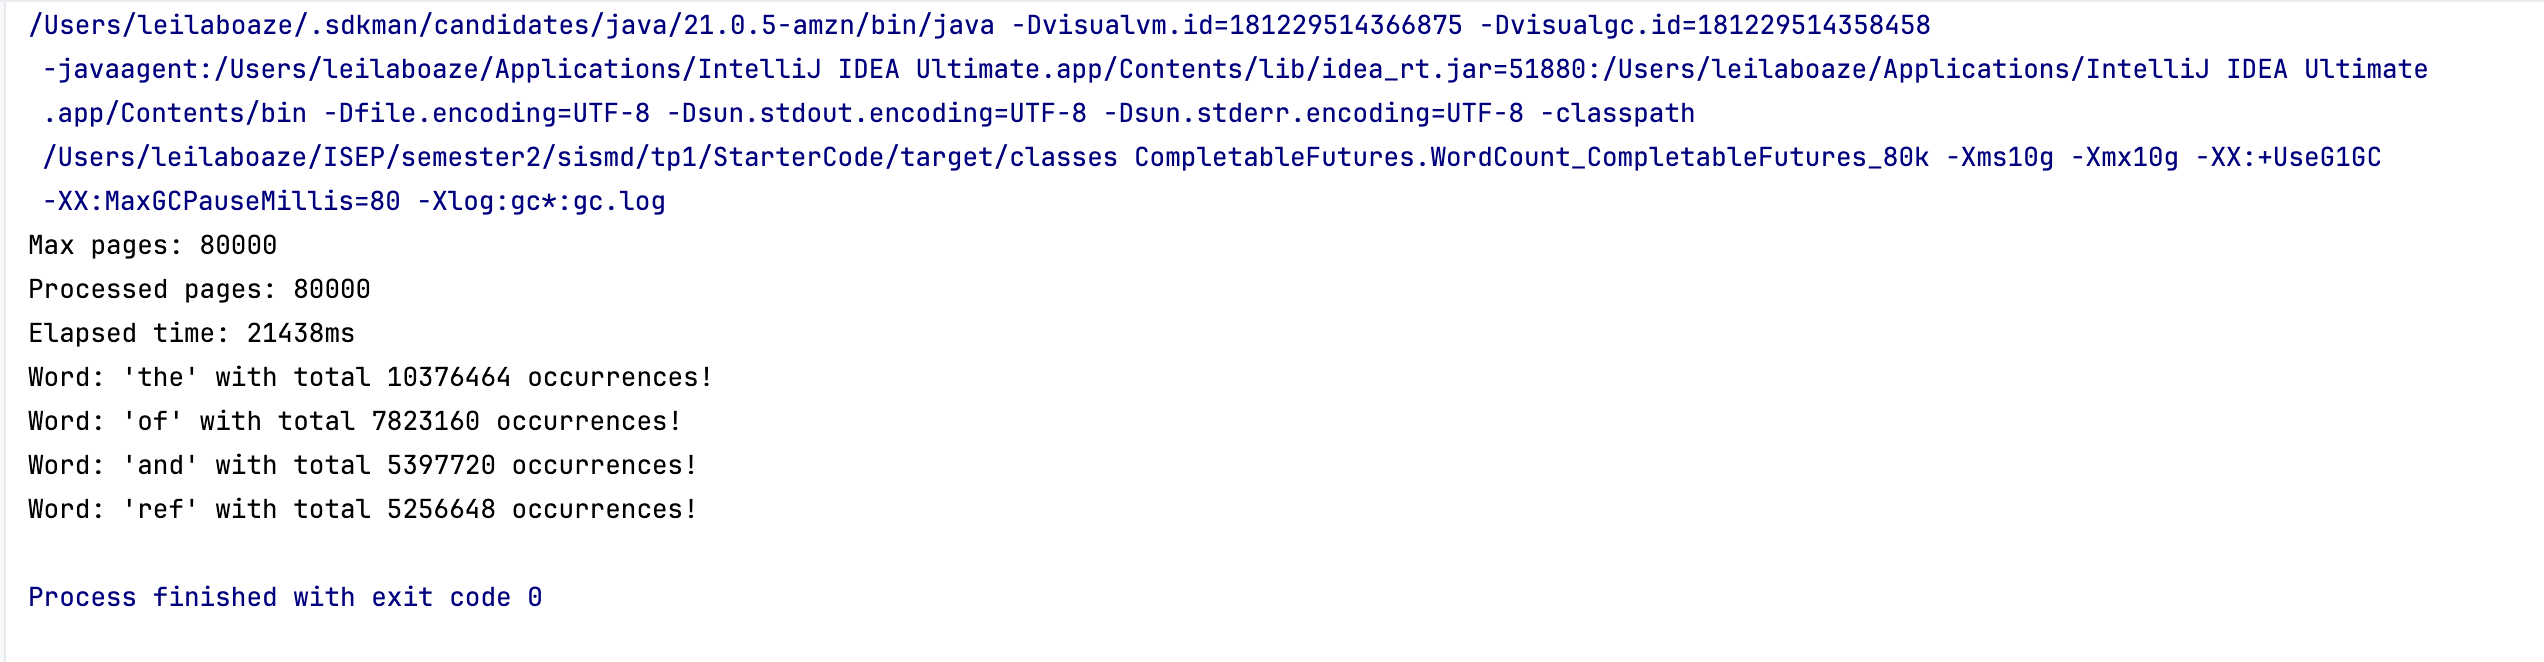 /Users/leilaboaze/.sdkman/candidates/java/21.0.5-amzn/bin/java -Dvisualvm.id=181229514366875 -Dvisualgc.id=181229514358458
-javaagent:/Users/leilaboaze/Applications/IntelliJ IDEA Ultimate.app/Contents/lib/idea_rt.jar=51880:/Users/leilaboaze/Applications/IntelliJ IDEA Ultimate
.app/Contents/bin -Dfile.encoding=UTF-8 -Dsun.stdout.encoding=UTF-8 -Dsun.stderr.encoding=UTF-8 -classpath
/Users/leilaboaze/ISEP/semester2/sismd/tp1/StarterCode/target/classes CompletableFutures.WordCount_CompletableFutures_80k -Xms10g -Xmx10g -XX:+UseG1GC
-XX:MaxGCPauseMillis=80 -Xlog:gc*:gc.log
Max pages: 80000
Processed pages: 80000
Elapsed time: 21438ms
Word: 'the' with total 10376464 occurrences!
Word: 'of' with total 7823160 occurrences!
Word: 'and' with total 5397720 occurrences!
Word: 'ref' with total 5256648 occurrences!
Process finished with exit code 0